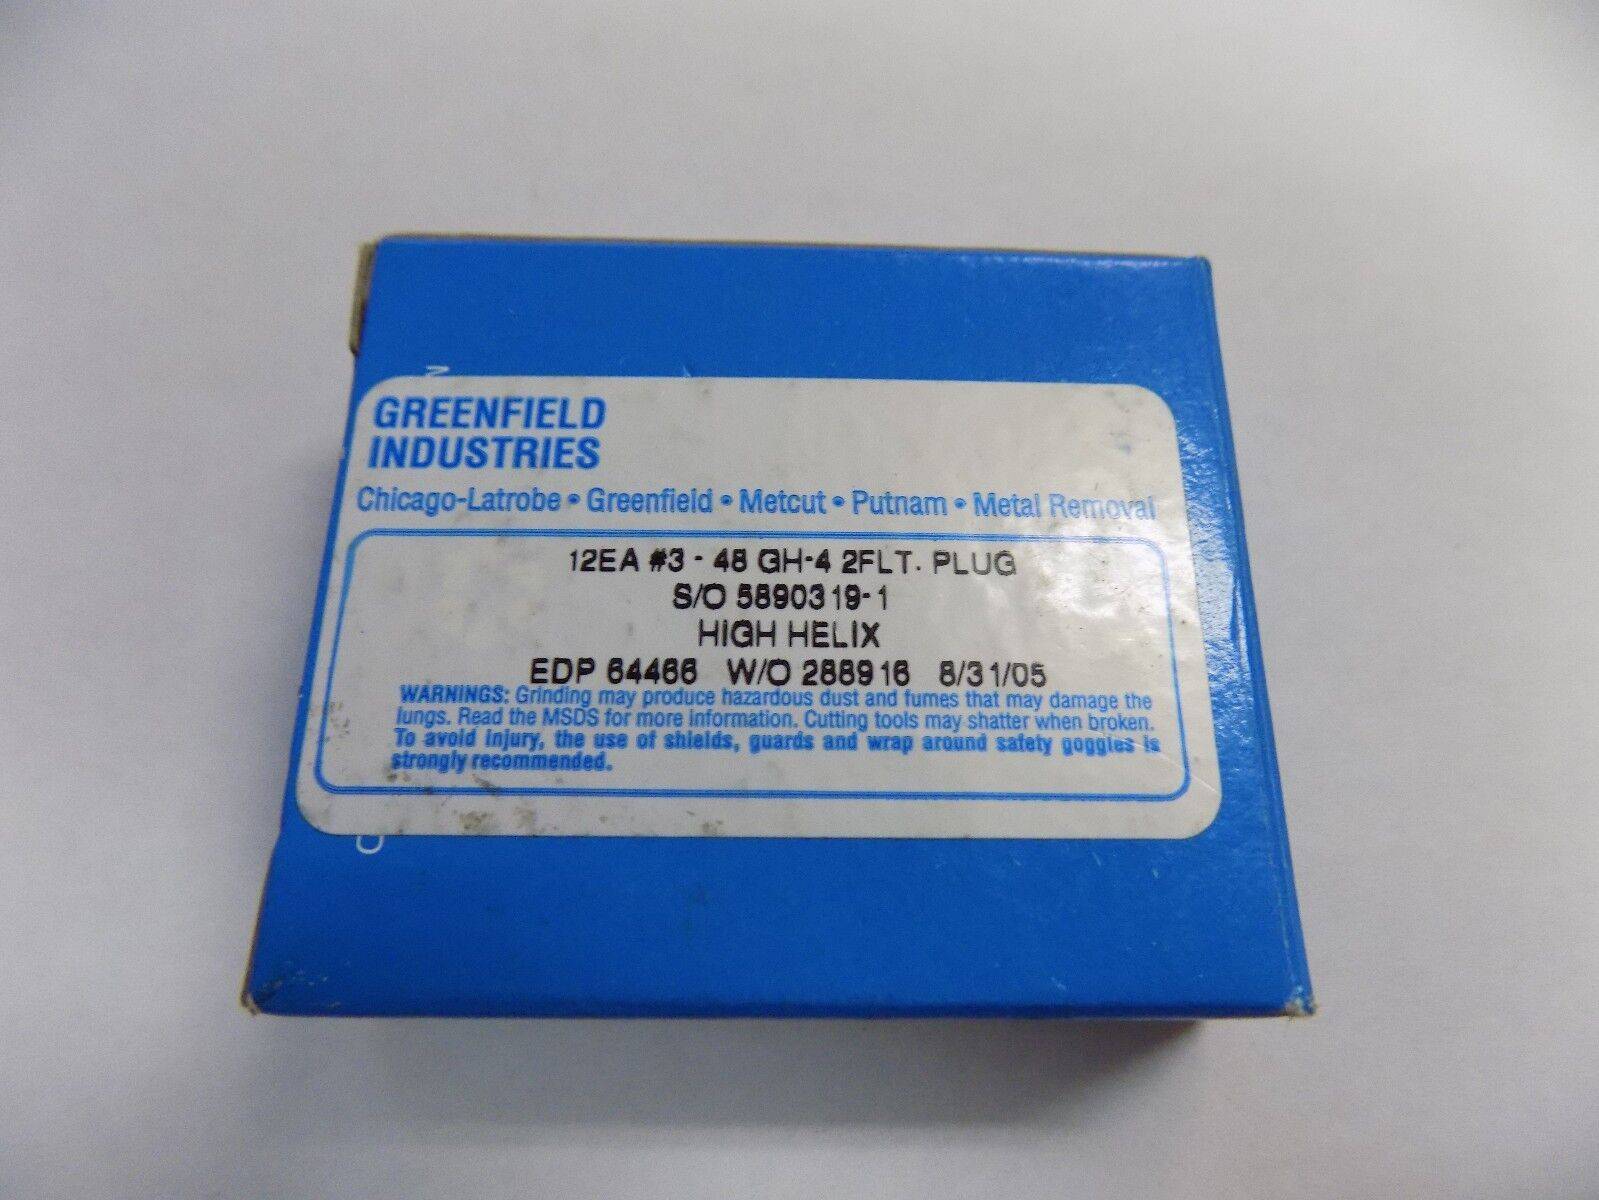 GREENFIELD
INDUSTRIES
Chicago-Latrobe • Greenfield • Metcut • Putnam • Metal Removal
12EA #3 - 48 GH-4 2FLT. PLUG
S/O 5890319-1
HIGH HELIX
EDP 64466 W/O 288916 8/31/05
WARNINGS: Grinding may produce hazardous dust and fumes that may damage the
lungs. Read the MSDS for more information. Cutting tools may shatter when broken.
To avoid injury, the use of shields, guards and wrap around safety goggles is
strongly recommended.